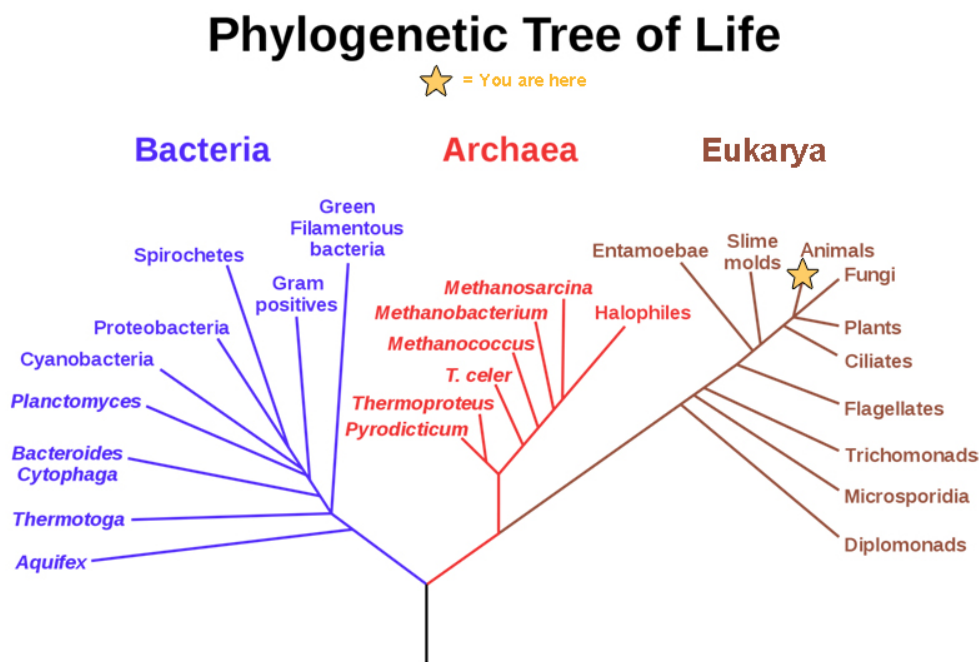 Phylogenetic Tree of Life
= You are here
Bacteria
Archaea
Eukarya
Green
Filamentous
bacteria
Spirochetes
Gram
positives
Proteobacteria
Cyanobacteria
Planctomyces
Bacteroides
Cytophaga
Thermotoga
Aquifex
Methanosarcina
Methanobacterium
Halophiles
Methanococcus
T. celer
Thermoproteus
Pyrodicticum
Entamoebae
Slime
molds
Animals
Fungi
Plants
Ciliates
Flagellates
Trichomonads
Microsporidia
Diplomonads